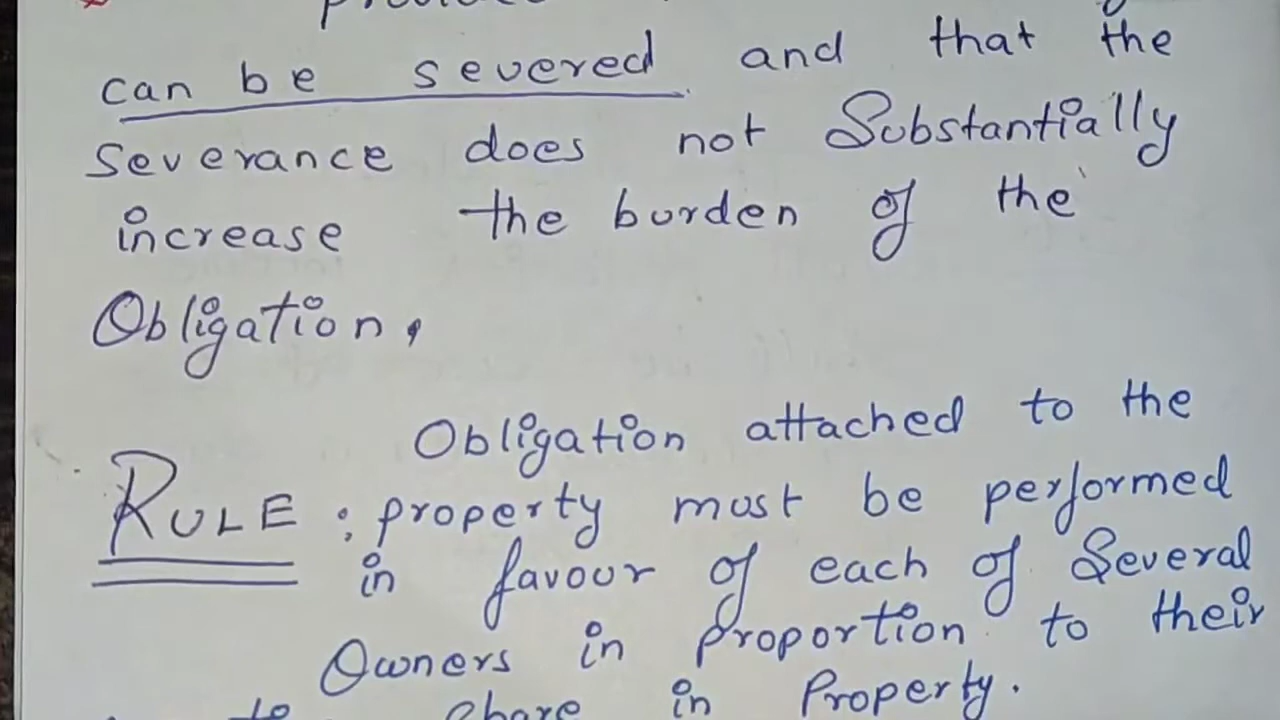 can be severed and that the
Severance does not Substantially
increase the burden of the
Obligation.
Obligation attached to the
RULE : property must be performed
in favour of each of Several
Owners in proportion to their
to share in Property.